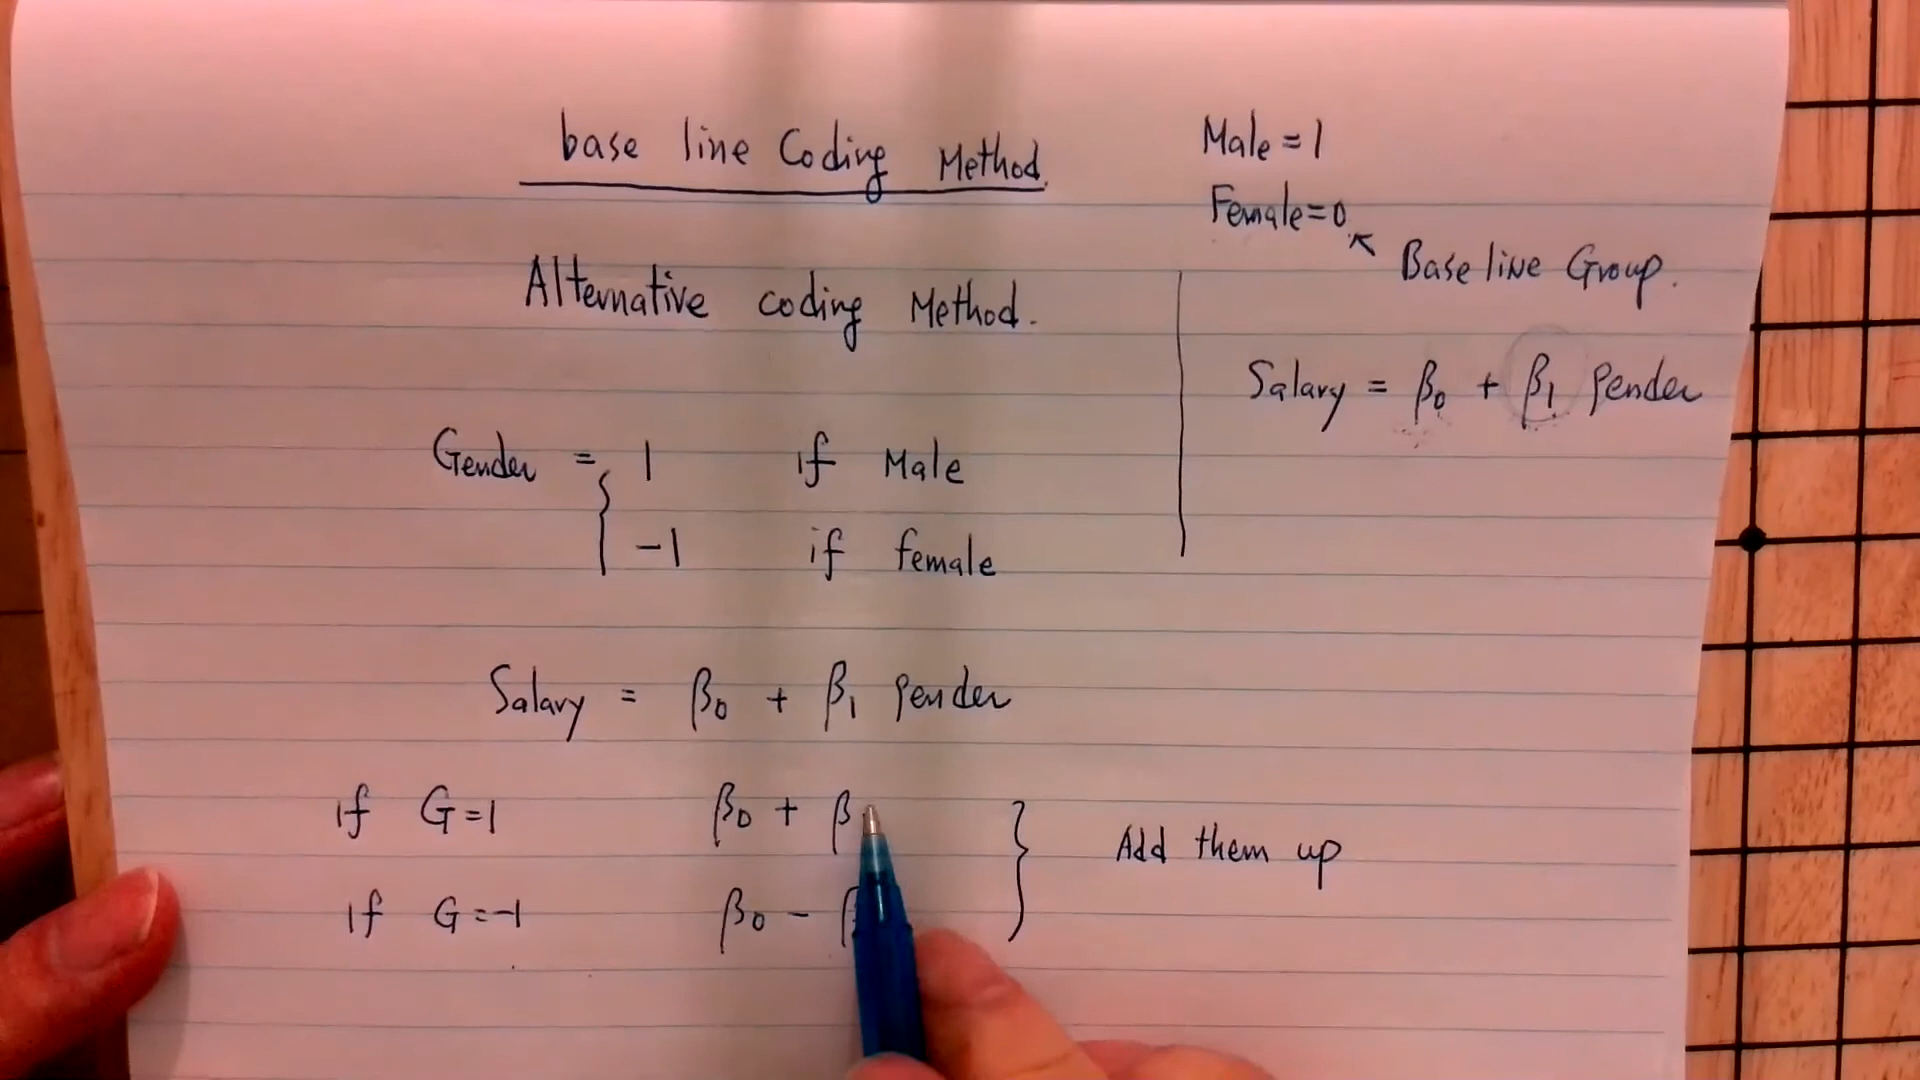 base line Coding Method.
Male = 1
Female = 0
Base line Group.
Alternative coding Method.
Salary = β0 + β1 gender
Gender = { 1 if Male
-1 if female
Salary = β0 + β1 gender
if G = 1 β0 + β
if G = -1 β0 -
} Add them up